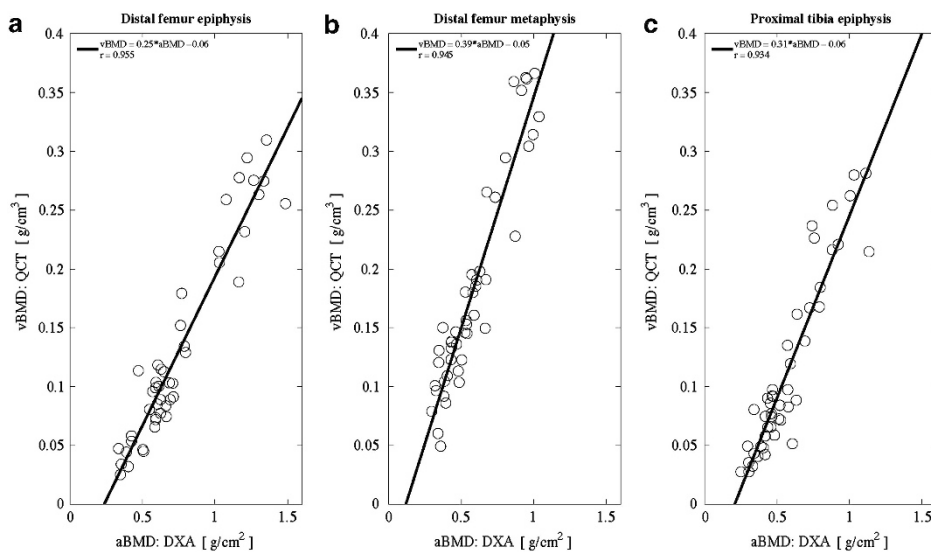 a
Distal femur epiphysis
vBMD = 0.25*aBMD−0.06
r = 0.955
0.4
0.35
0.3
0.25
0.2
0.15
0.1
0.05
0
vBMD: QCT [ g/cm³ ]
0 0.5 1 1.5
aBMD: DXA [ g/cm² ]
b
Distal femur metaphysis
vBMD = 0.39*aBMD−0.05
r = 0.945
0.4
0.35
0.3
0.25
0.2
0.15
0.1
0.05
0
vBMD: QCT [ g/cm³ ]
0 0.5 1 1.5
aBMD: DXA [ g/cm² ]
c
Proximal tibia epiphysis
vBMD = 0.31*aBMD−0.06
r = 0.934
0.4
0.35
0.3
0.25
0.2
0.15
0.1
0.05
0
vBMD: QCT [ g/cm³ ]
0 0.5 1 1.5
aBMD: DXA [ g/cm² ]